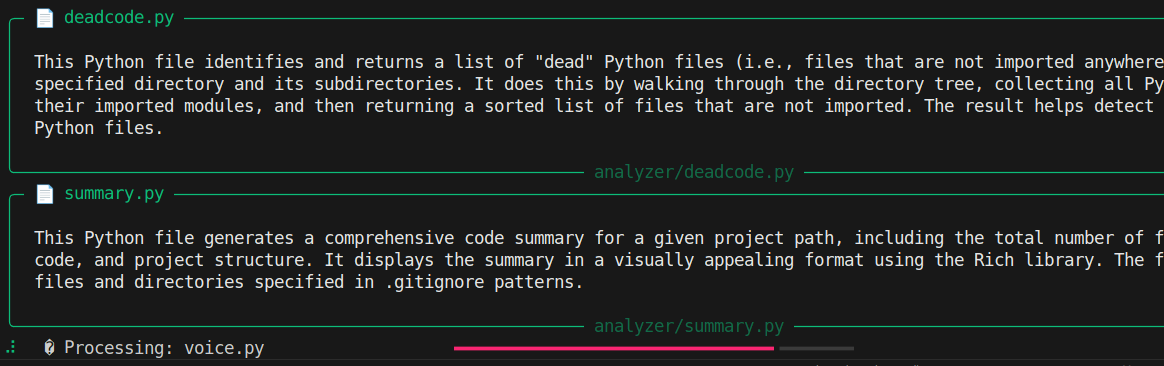 deadcode.py
This Python file identifies and returns a list of "dead" Python files (i.e., files that are not imported anywhere
specified directory and its subdirectories. It does this by walking through the directory tree, collecting all Py
their imported modules, and then returning a sorted list of files that are not imported. The result helps detect
Python files.
analyzer/deadcode.py
summary.py
This Python file generates a comprehensive code summary for a given project path, including the total number of f
code, and project structure. It displays the summary in a visually appealing format using the Rich library. The f
files and directories specified in .gitignore patterns.
analyzer/summary.py
� Processing: voice.py